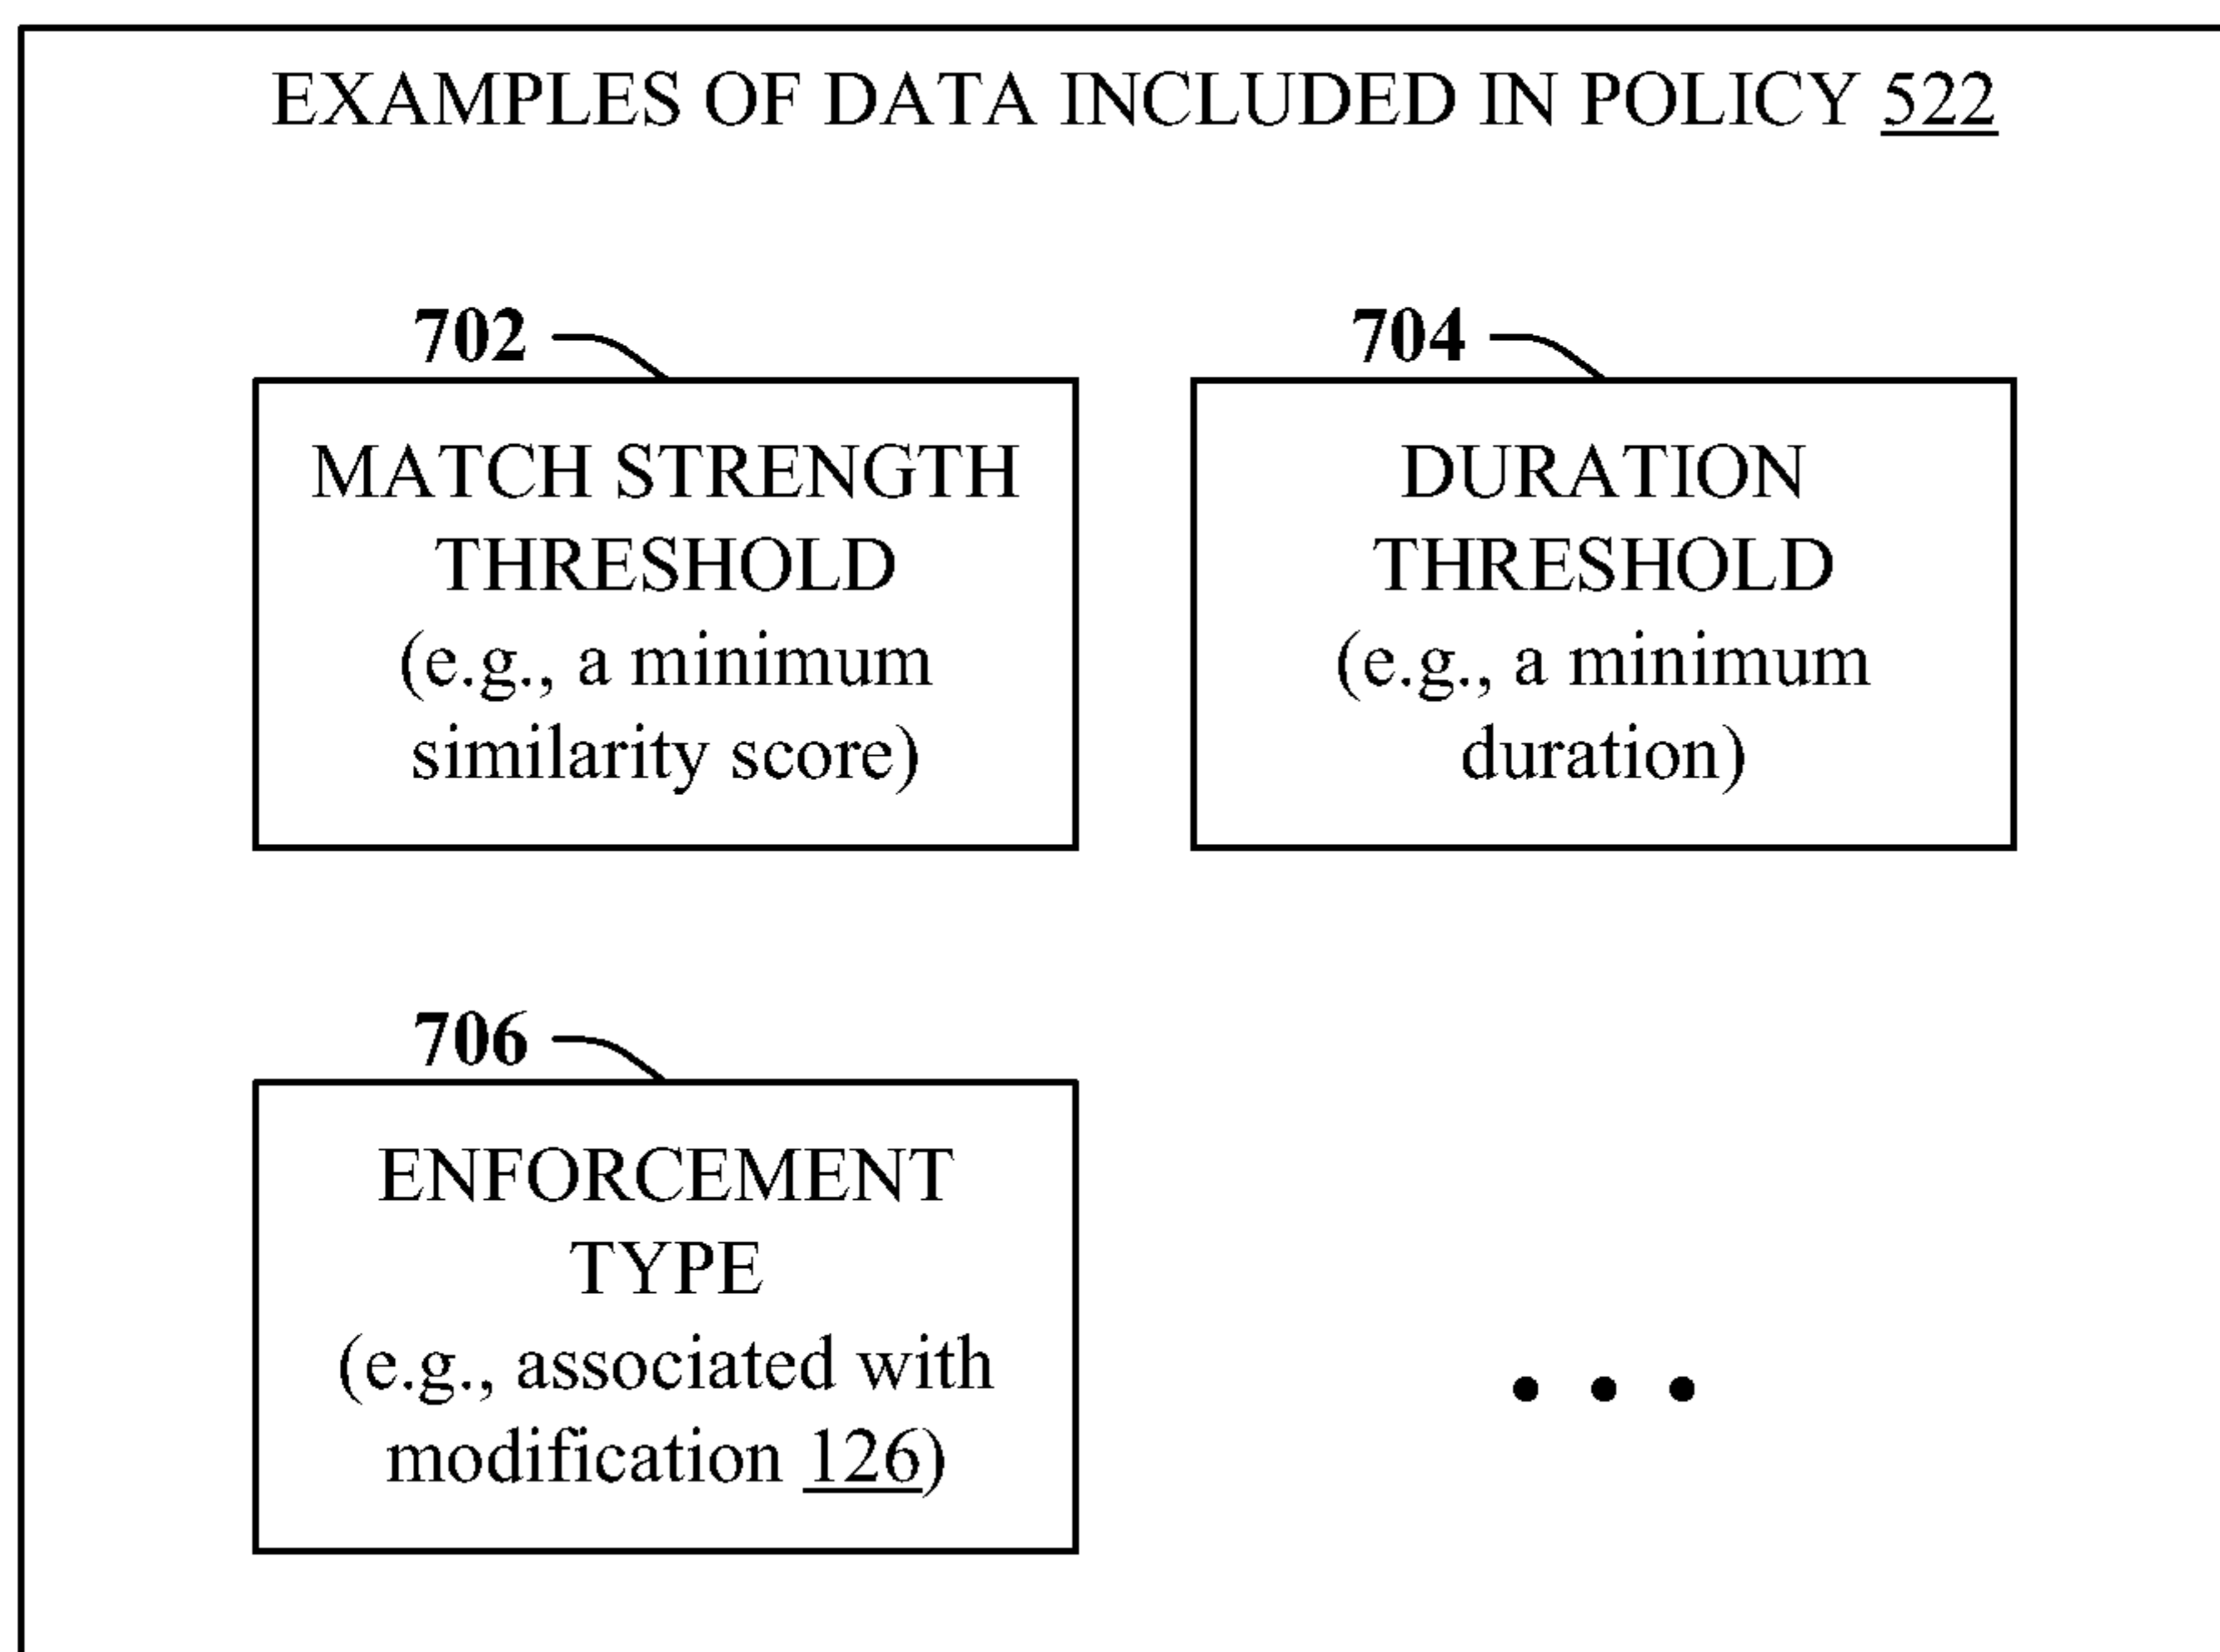 EXAMPLES OF DATA INCLUDED IN POLICY 522
702
MATCH STRENGTH
THRESHOLD
(e.g., a minimum
similarity score)
704
DURATION
THRESHOLD
(e.g., a minimum
duration)
706
ENFORCEMENT
TYPE
(e.g., associated with
modification 126)
• • •